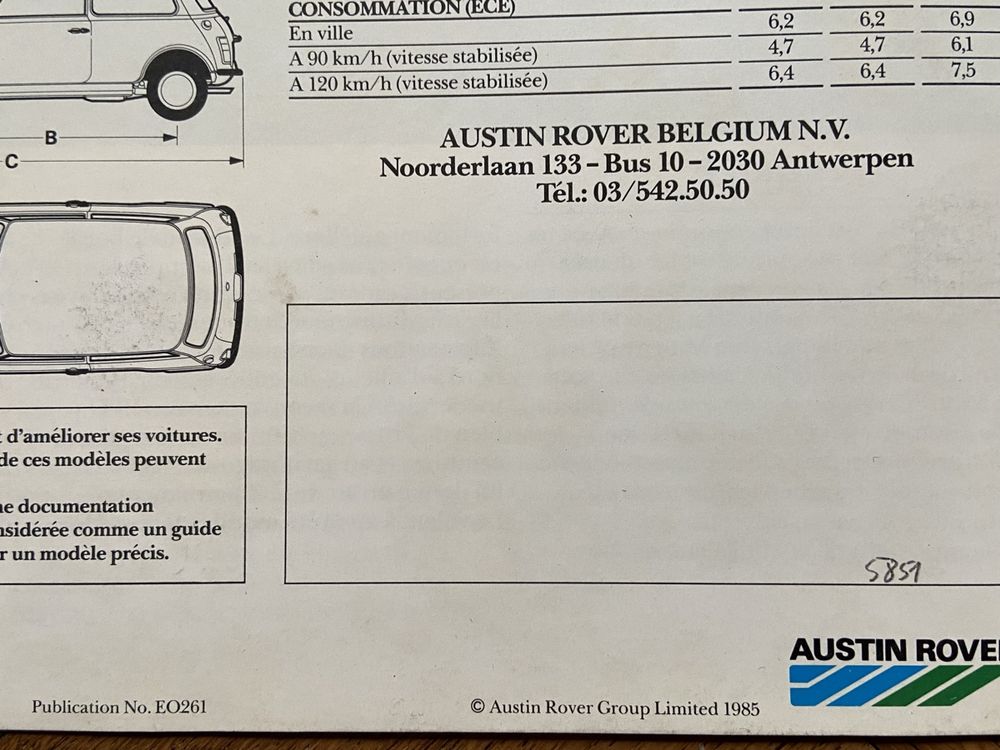 CONSOMMATION (ECE)
En ville 6,2 6,2 6,9
A 90 km/h (vitesse stabilisée) 4,7 4,7 6,1
A 120 km/h (vitesse stabilisée) 6,4 6,4 7,5
B
C
AUSTIN ROVER BELGIUM N.V.
Noorderlaan 133 – Bus 10 – 2030 Antwerpen
Tél.: 03/542.50.50
t d'améliorer ses voitures.
de ces modèles peuvent
ne documentation
nsidérée comme un guide
r un modèle précis.
5851
AUSTIN ROVE
Publication No. EO261
© Austin Rover Group Limited 1985